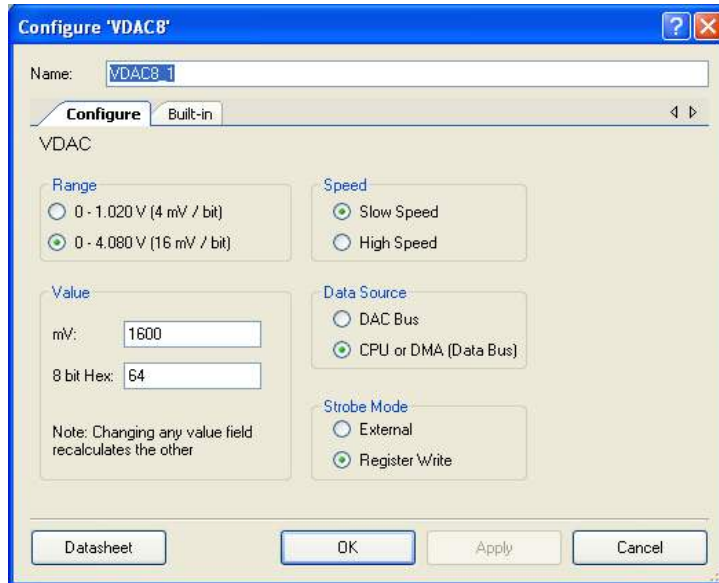 Configure 'VDAC8'
Name: VDAC8_1
Configure Built-in
VDAC
Range
0 - 1.020 V (4 mV / bit)
0 - 4.080 V (16 mV / bit)
Speed
Slow Speed
High Speed
Value
mV: 1600
8 bit Hex: 64
Note: Changing any value field
recalculates the other
Data Source
DAC Bus
CPU or DMA (Data Bus)
Strobe Mode
External
Register Write
Datasheet OK Apply Cancel